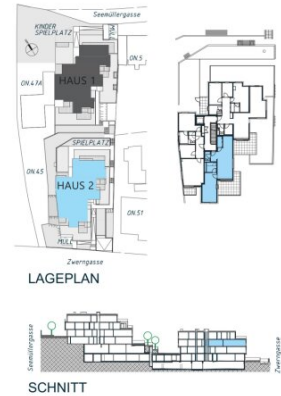 Seemüllergasse
KINDER
SPIELPLATZ
MÜLL
HAUS 1
ON.5
ON.47A
SPIELPLATZ
ON.45
HAUS 2
ON.51
MÜLL
Zwerngasse
LAGEPLAN
Seemüllergasse
Zwerngasse
SCHNITT